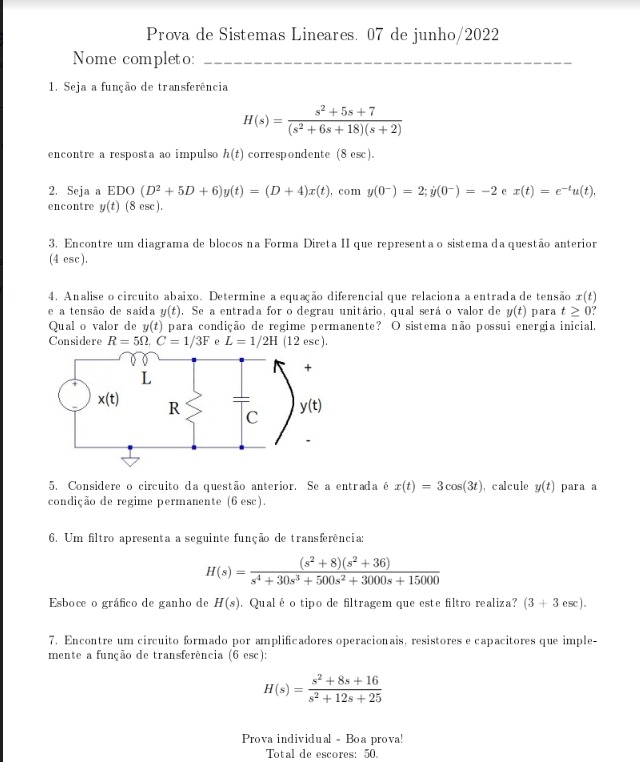 Prova de Sistemas Lineares. 07 de junho/2022
Nome completo: ____________________________________
1. Seja a função de transferência
H(s) = \frac{s^2 + 5s + 7}{(s^2 + 6s + 18)(s + 2)}
encontre a resposta ao impulso h(t) correspondente (8 esc).
2. Seja a EDO (D² + 5D + 6)y(t) = (D + 4)x(t), com y(0⁻) = 2; ẏ(0⁻) = −2 e x(t) = e⁻ᵗu(t),
encontre y(t) (8 esc).
3. Encontre um diagrama de blocos na Forma Direta II que representa o sistema da questão anterior
(4 esc).
4. Analise o circuito abaixo. Determine a equação diferencial que relaciona a entrada de tensão x(t)
e a tensão de saída y(t). Se a entrada for o degrau unitário, qual será o valor de y(t) para t ≥ 0?
Qual o valor de y(t) para condição de regime permanente? O sistema não possui energia inicial.
Considere R = 5Ω, C = 1/3F e L = 1/2H (12 esc).
L
+
x(t)
-
R
C
+
y(t)
-
5. Considere o circuito da questão anterior. Se a entrada é x(t) = 3 cos(3t), calcule y(t) para a
condição de regime permanente (6 esc).
6. Um filtro apresenta a seguinte função de transferência:
H(s) = \frac{(s^2 + 8)(s^2 + 36)}{s^4 + 30s^3 + 500s^2 + 3000s + 15000}
Esboce o gráfico de ganho de H(s). Qual é o tipo de filtragem que este filtro realiza? (3 + 3 esc).
7. Encontre um circuito formado por amplificadores operacionais, resistores e capacitores que imple-
mente a função de transferência (6 esc):
H(s) = \frac{s^2 + 8s + 16}{s^2 + 12s + 25}
Prova individual - Boa prova!
Total de escores: 50.